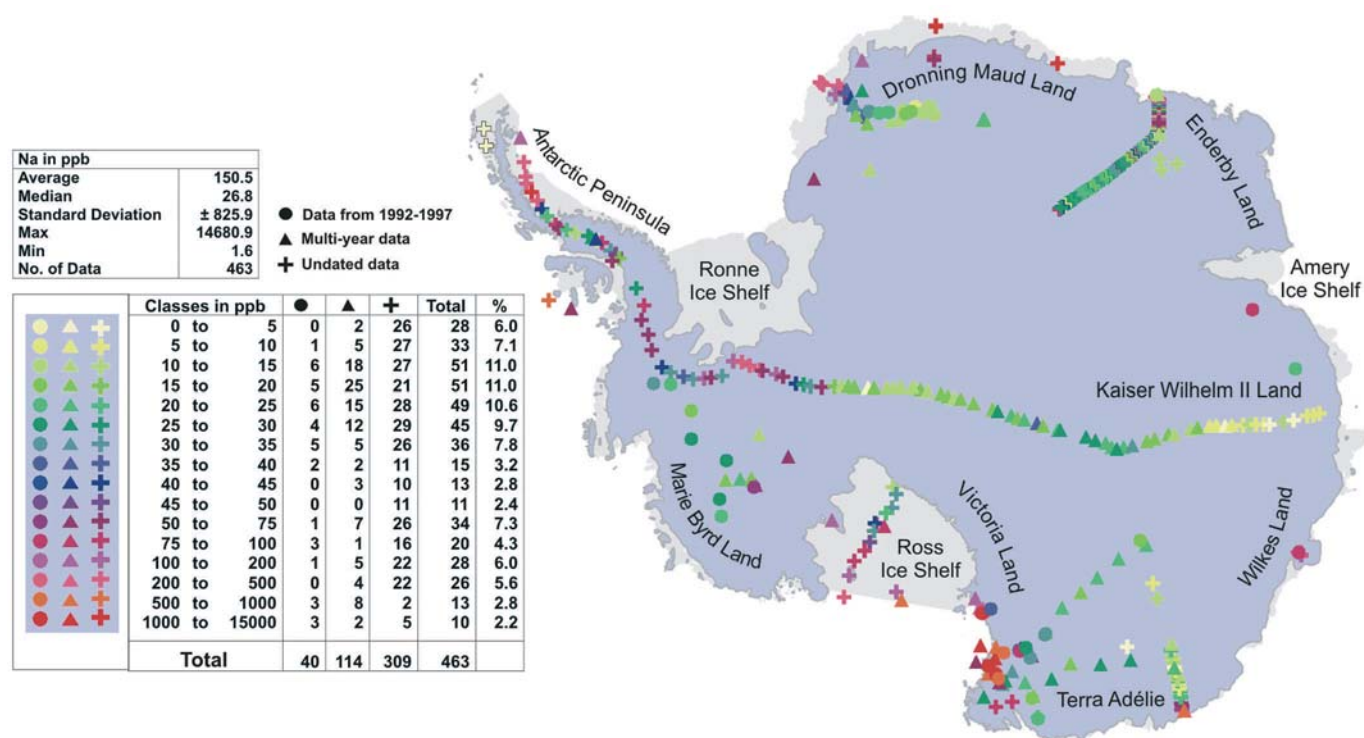 Na in ppb
Average 150.5
Median 26.8
Standard Deviation ± 825.9
Max 14680.9
Min 1.6
No. of Data 463
● Data from 1992-1997
▲ Multi-year data
+ Undated data
Classes in ppb ● ▲ + Total %
0 to 5 0 2 26 28 6.0
5 to 10 1 5 27 33 7.1
10 to 15 6 18 27 51 11.0
15 to 20 5 25 21 51 11.0
20 to 25 6 15 28 49 10.6
25 to 30 4 12 29 45 9.7
30 to 35 5 5 26 36 7.8
35 to 40 2 2 11 15 3.2
40 to 45 0 3 10 13 2.8
45 to 50 0 0 11 11 2.4
50 to 75 1 7 26 34 7.3
75 to 100 3 1 16 20 4.3
100 to 200 1 5 22 28 6.0
200 to 500 0 4 22 26 5.6
500 to 1000 3 8 2 13 2.8
1000 to 15000 3 2 5 10 2.2
Total 40 114 309 463
Dronning Maud Land
Enderby Land
Antarctic Peninsula
Ronne
Ice Shelf
Amery
Ice Shelf
Kaiser Wilhelm II Land
Marie Byrd Land
Ross
Ice Shelf
Victoria Land
Wilkes Land
Terra Adélie